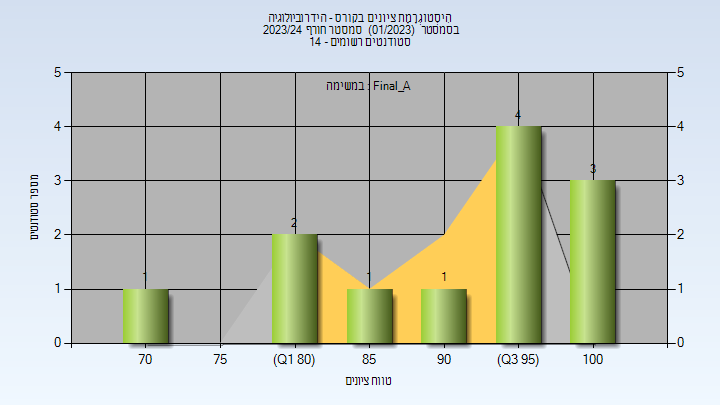 היסטוגרמת ציונים בקורס - הידרוביולוגיה
בסמסטר (01/2023) סמסטר חורף 2023/24
סטודנטים רשומים - 14
במשימה : Final_A
5 5
4 4
3 3
2 2
1 1
0 0
1 2 1 1 4 3
מספר סטודנטים
70 75 (Q1 80) 85 90 (Q3 95) 100
טווח ציונים